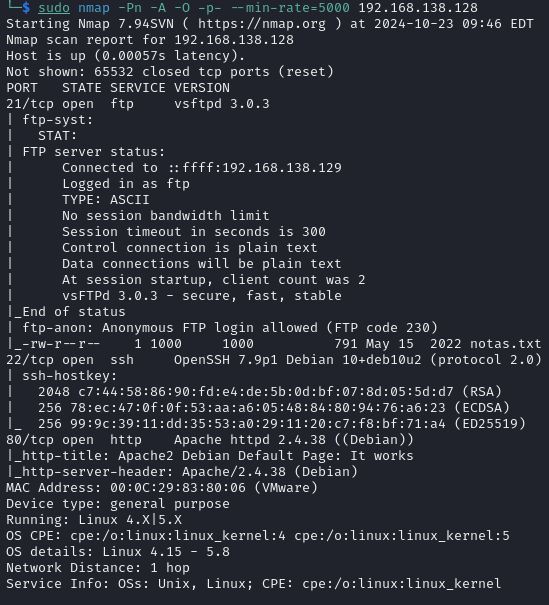 └─$ sudo nmap -Pn -A -O -p- --min-rate=5000 192.168.138.128
Starting Nmap 7.94SVN ( https://nmap.org ) at 2024-10-23 09:46 EDT
Nmap scan report for 192.168.138.128
Host is up (0.00057s latency).
Not shown: 65532 closed tcp ports (reset)
PORT   STATE SERVICE VERSION
21/tcp open  ftp     vsftpd 3.0.3
| ftp-syst:
|   STAT:
| FTP server status:
|      Connected to ::ffff:192.168.138.129
|      Logged in as ftp
|      TYPE: ASCII
|      No session bandwidth limit
|      Session timeout in seconds is 300
|      Control connection is plain text
|      Data connections will be plain text
|      At session startup, client count was 2
|      vsFTPd 3.0.3 - secure, fast, stable
|_End of status
| ftp-anon: Anonymous FTP login allowed (FTP code 230)
|_-rw-r--r--    1 1000     1000          791 May 15  2022 notas.txt
22/tcp open  ssh     OpenSSH 7.9p1 Debian 10+deb10u2 (protocol 2.0)
| ssh-hostkey:
|   2048 c7:44:58:86:90:fd:e4:de:5b:0d:bf:07:8d:05:5d:d7 (RSA)
|   256 78:ec:47:0f:0f:53:aa:a6:05:48:84:80:94:76:a6:23 (ECDSA)
|_  256 99:9c:39:11:dd:35:53:a0:29:11:20:c7:f8:bf:71:a4 (ED25519)
80/tcp open  http    Apache httpd 2.4.38 ((Debian))
|_http-title: Apache2 Debian Default Page: It works
|_http-server-header: Apache/2.4.38 (Debian)
MAC Address: 00:0C:29:83:80:06 (VMware)
Device type: general purpose
Running: Linux 4.X|5.X
OS CPE: cpe:/o:linux:linux_kernel:4 cpe:/o:linux:linux_kernel:5
OS details: Linux 4.15 - 5.8
Network Distance: 1 hop
Service Info: OSs: Unix, Linux; CPE: cpe:/o:linux:linux_kernel